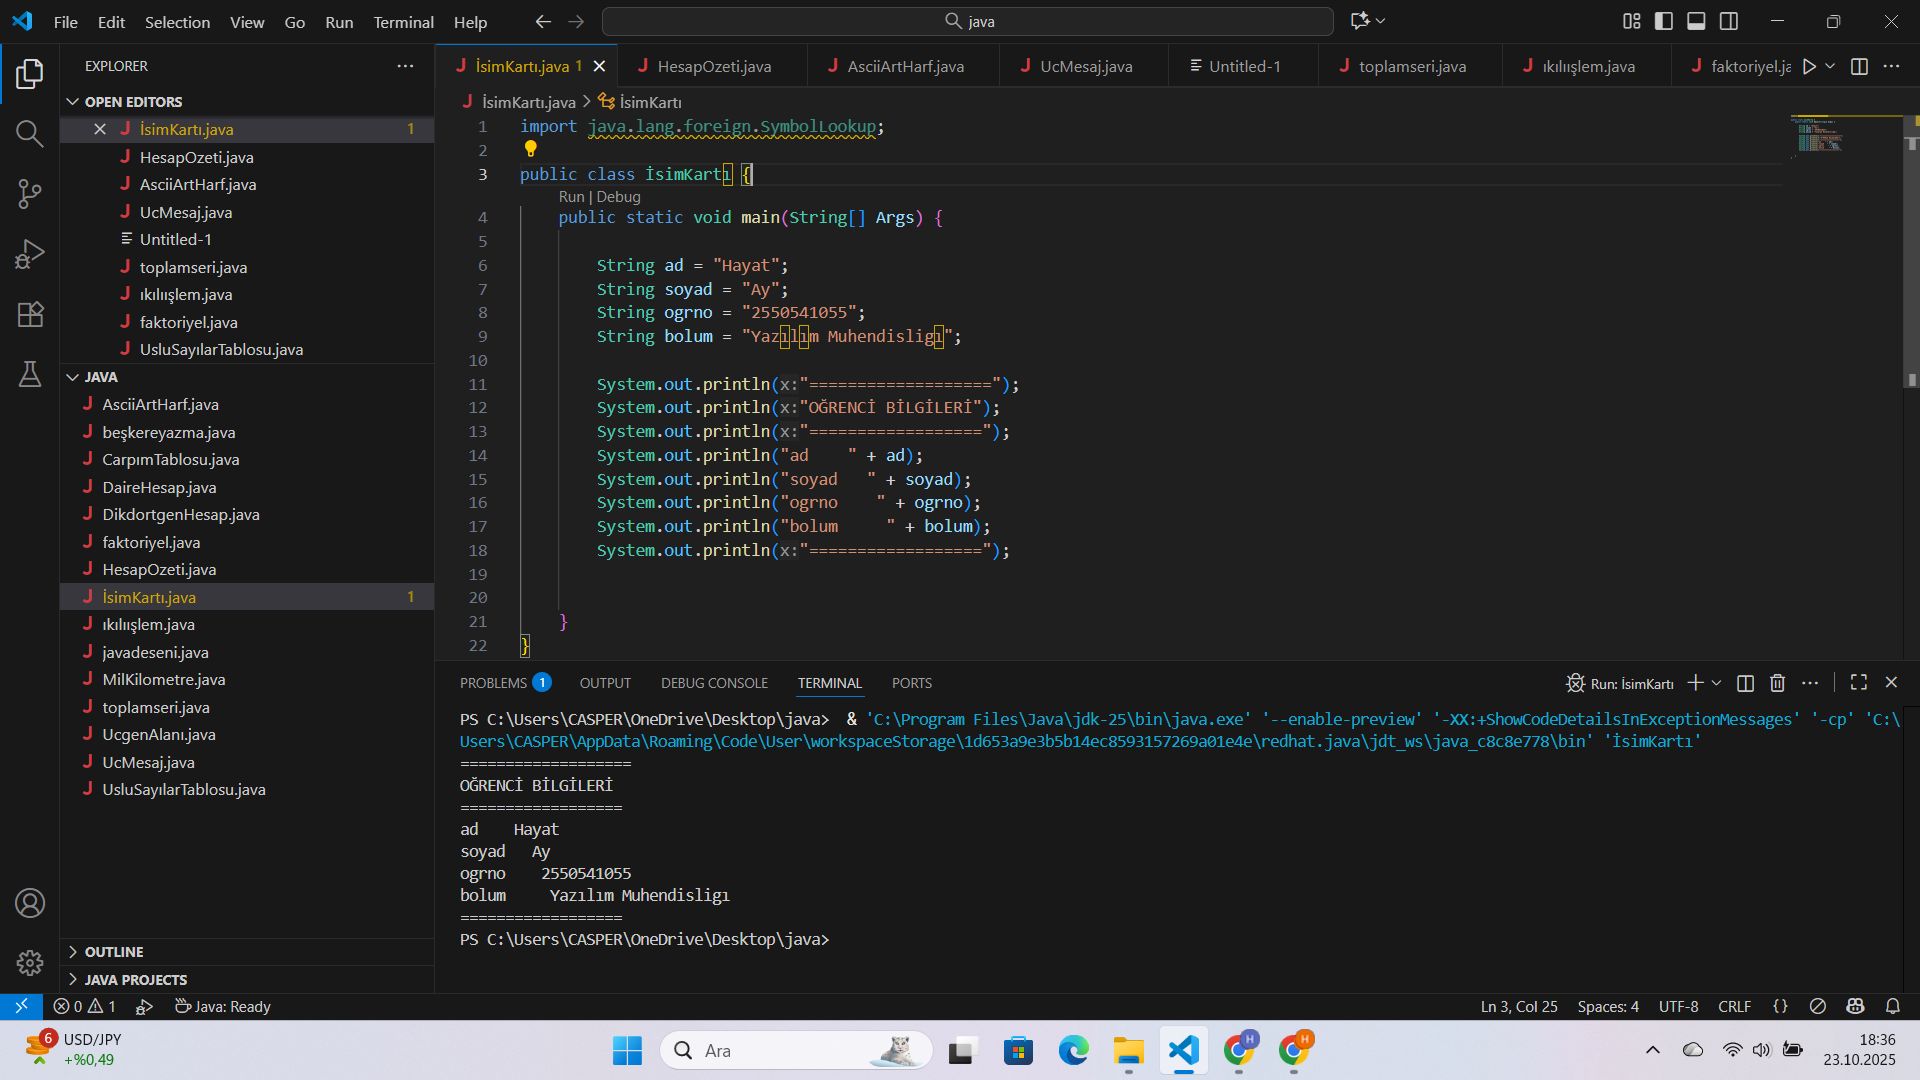 File Edit Selection View Go Run Terminal Help
java
EXPLORER
OPEN EDITORS
İsimKartı.java 1
HesapOzeti.java
AsciiArtHarf.java
UcMesaj.java
Untitled-1
toplamseri.java
ıkılıışlem.java
faktoriyel.java
UsluSayılarTablosu.java
JAVA
AsciiArtHarf.java
beşkereyazma.java
CarpımTablosu.java
DaireHesap.java
DikdortgenHesap.java
faktoriyel.java
HesapOzeti.java
İsimKartı.java 1
ıkılıışlem.java
javadeseni.java
MilKilometre.java
toplamseri.java
UcgenAlanı.java
UcMesaj.java
UsluSayılarTablosu.java
OUTLINE
JAVA PROJECTS
İsimKartı.java 1 HesapOzeti.java AsciiArtHarf.java UcMesaj.java Untitled-1 toplamseri.java ıkılıışlem.java faktoriyel.ja
İsimKartı.java > İsimKartı
1 import java.lang.foreign.SymbolLookup;
2
3 public class İsimKartı {
Run | Debug
4 public static void main(String[] Args) {
5
6 String ad = "Hayat";
7 String soyad = "Ay";
8 String ogrno = "2550541055";
9 String bolum = "Yazılım Muhendisligı";
10
11 System.out.println(x:"===================");
12 System.out.println(x:"OĞRENCİ BİLGİLERİ");
13 System.out.println(x:"==================");
14 System.out.println("ad    " + ad);
15 System.out.println("soyad   " + soyad);
16 System.out.println("ogrno    " + ogrno);
17 System.out.println("bolum     " + bolum);
18 System.out.println(x:"==================");
19
20
21 }
22 }
PROBLEMS 1 OUTPUT DEBUG CONSOLE TERMINAL PORTS
Run: İsimKartı
PS C:\Users\CASPER\OneDrive\Desktop\java>  & 'C:\Program Files\Java\jdk-25\bin\java.exe' '--enable-preview' '-XX:+ShowCodeDetailsInExceptionMessages' '-cp' 'C:\
Users\CASPER\AppData\Roaming\Code\User\workspaceStorage\1d653a9e3b5b14ec8593157269a01e4e\redhat.java\jdt_ws\java_c8c8e778\bin' 'İsimKartı'
===================
OĞRENCİ BİLGİLERİ
==================
ad    Hayat
soyad   Ay
ogrno    2550541055
bolum     Yazılım Muhendisligı
==================
PS C:\Users\CASPER\OneDrive\Desktop\java>
0 1 Java: Ready
Ln 3, Col 25 Spaces: 4 UTF-8 CRLF {}
6 USD/JPY
+%0,49
Ara
H H
18:36
23.10.2025